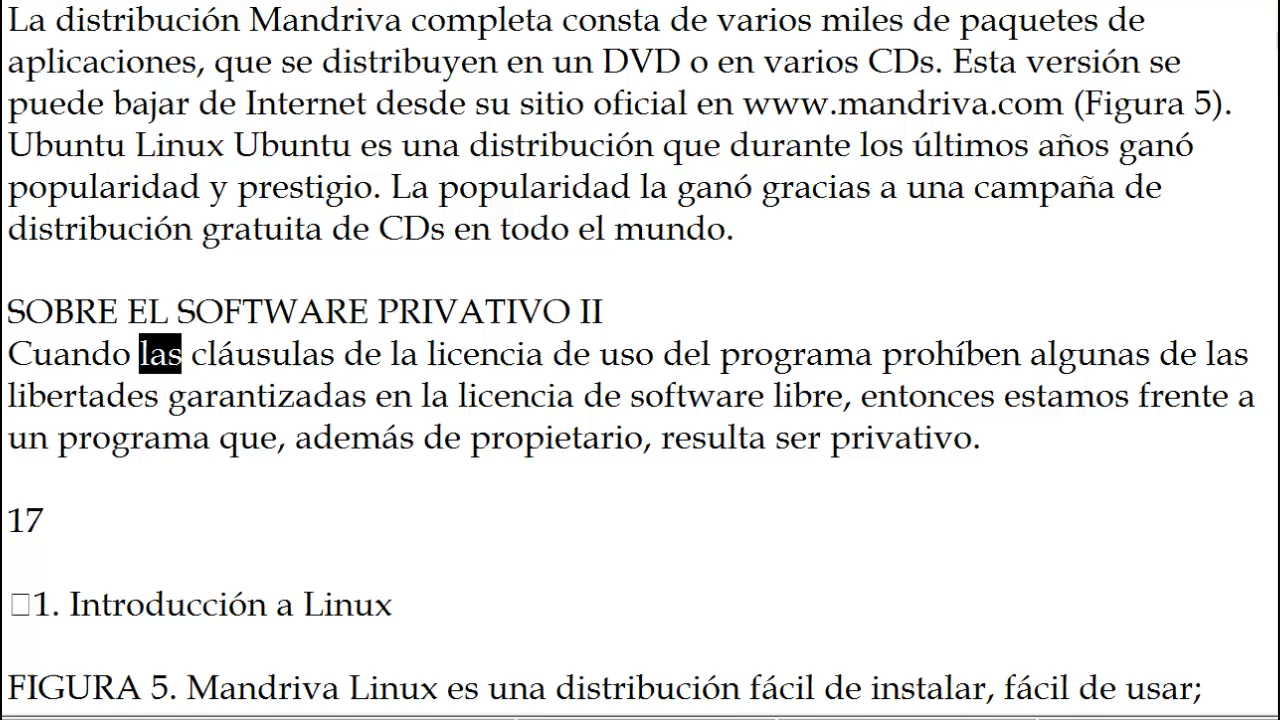 La distribución Mandriva completa consta de varios miles de paquetes de
aplicaciones, que se distribuyen en un DVD o en varios CDs. Esta versión se
puede bajar de Internet desde su sitio oficial en www.mandriva.com (Figura 5).
Ubuntu Linux Ubuntu es una distribución que durante los últimos años ganó
popularidad y prestigio. La popularidad la ganó gracias a una campaña de
distribución gratuita de CDs en todo el mundo.
SOBRE EL SOFTWARE PRIVATIVO II
Cuando las cláusulas de la licencia de uso del programa prohíben algunas de las
libertades garantizadas en la licencia de software libre, entonces estamos frente a
un programa que, además de propietario, resulta ser privativo.
17
□1. Introducción a Linux
FIGURA 5. Mandriva Linux es una distribución fácil de instalar, fácil de usar;